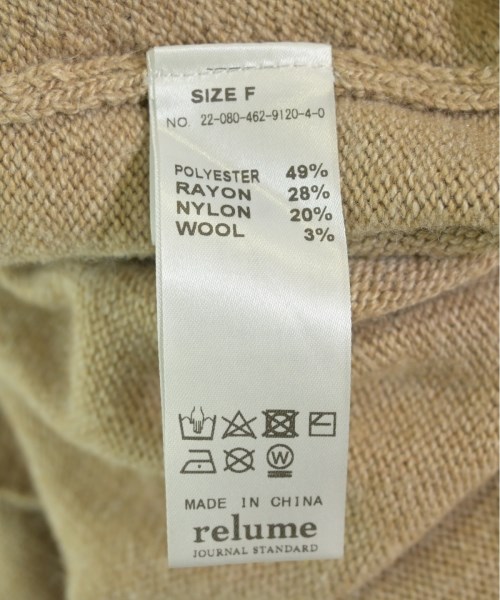 SIZE F
NO. 22-080-462-9120-4-0
POLYESTER 49%
RAYON 28%
NYLON 20%
WOOL 3%
W
MADE IN CHINA
relume
JOURNAL STANDARD